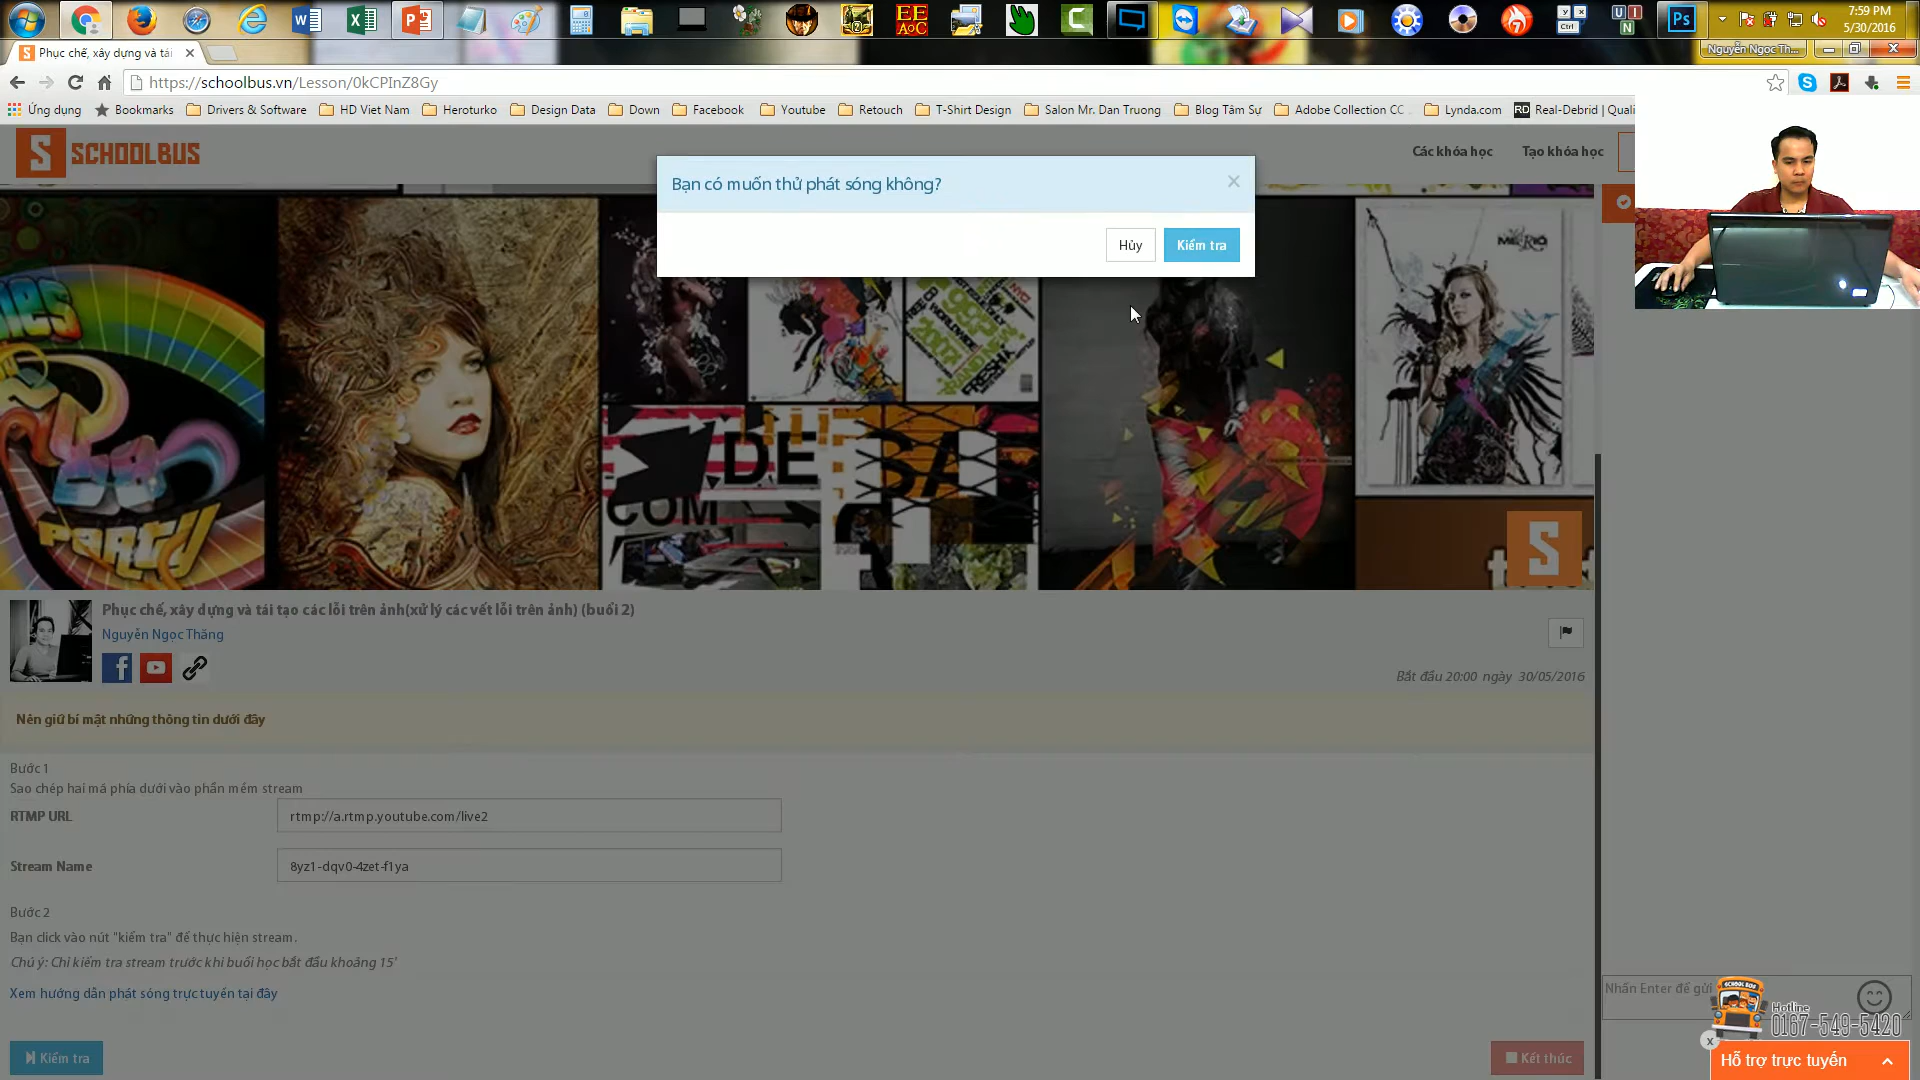 7:59 PM
5/30/2016
Phục chế, xây dựng và tái
Nguyễn Ngọc Th...
https://schoolbus.vn/Lesson/0kCPInZ8Gy
Ứng dụng Bookmarks Drivers & Software HD Viet Nam Heroturko Design Data Down Facebook Youtube Retouch T-Shirt Design Salon Mr. Dan Truong Blog Tâm Sự Adobe Collection CC Lynda.com Real-Debrid | Quali
SCHOOLBUS
Các khóa học Tạo khóa học
Bạn có muốn thử phát sóng không?
Hủy Kiểm tra
PARTY
FRESH
DE
COM
Phục chế, xây dựng và tái tạo các lỗi trên ảnh(xử lý các vết lỗi trên ảnh) (buổi 2)
Nguyễn Ngọc Thăng
Bắt đầu 20:00 ngày 30/05/2016
Nên giữ bí mật những thông tin dưới đây
Bước 1
Sao chép hai mã phía dưới vào phần mềm stream
RTMP URL
rtmp://a.rtmp.youtube.com/live2
Stream Name
8yz1-dqv0-4zet-f1ya
Bước 2
Bạn click vào nút "kiểm tra" để thực hiện stream.
Chú ý: Chỉ kiểm tra stream trước khi buổi học bắt đầu khoảng 15'
Xem hướng dẫn phát sóng trực tuyến tại đây
Nhấn Enter để gửi
Hotline
0167-549-5420
Kiểm tra
Kết thúc
Hỗ trợ trực tuyến